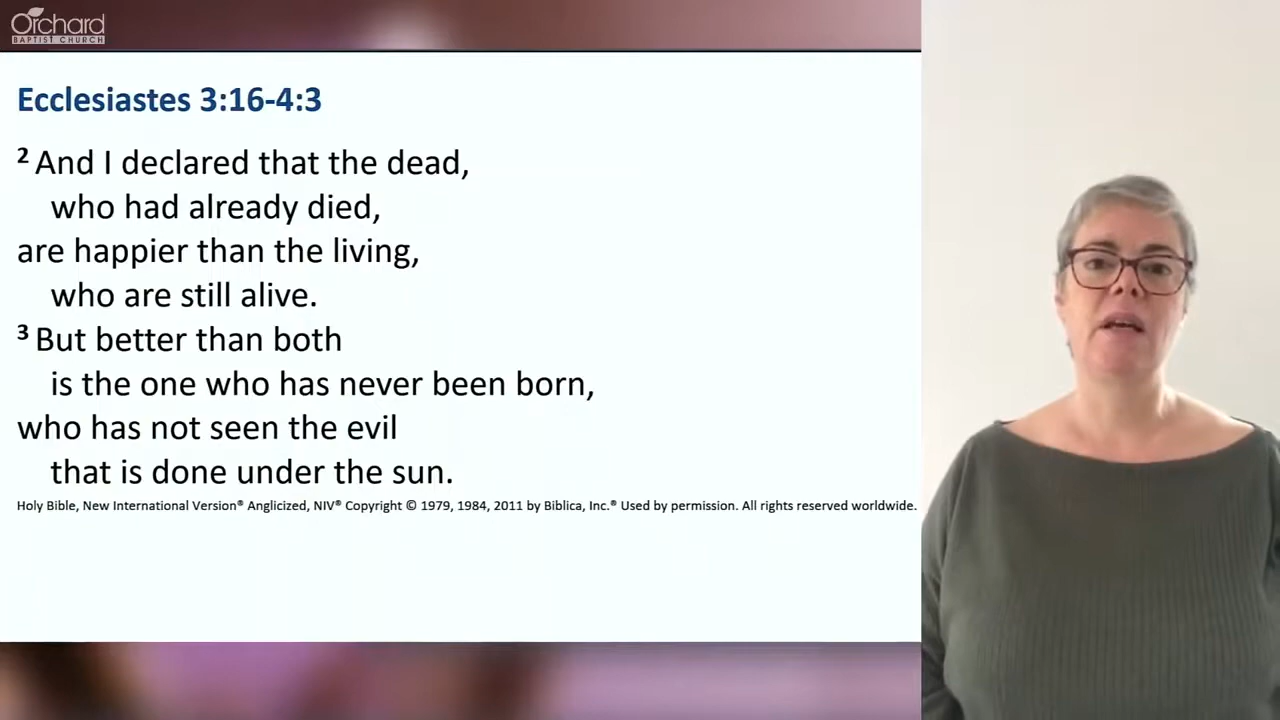 Orchard
BAPTIST CHURCH
Ecclesiastes 3:16-4:3
² And I declared that the dead,
who had already died,
are happier than the living,
who are still alive.
³ But better than both
is the one who has never been born,
who has not seen the evil
that is done under the sun.
Holy Bible, New International Version® Anglicized, NIV® Copyright © 1979, 1984, 2011 by Biblica, Inc.® Used by permission. All rights reserved worldwide.